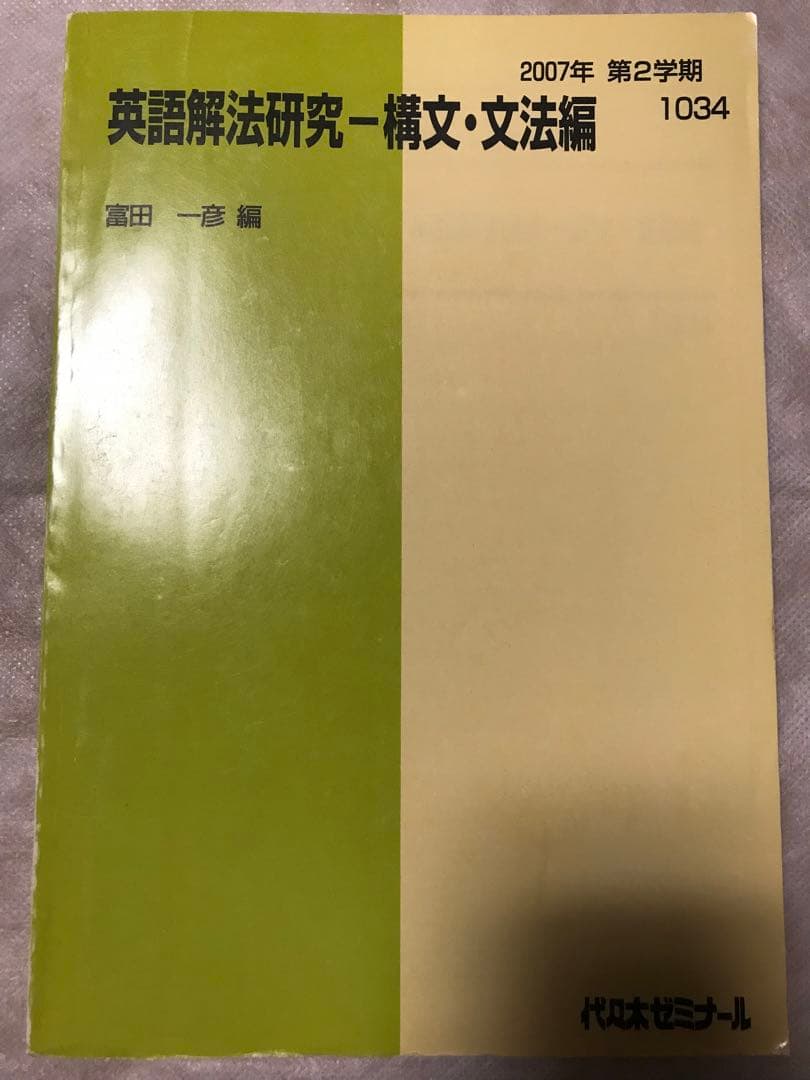 2007年 第2学期
英語解法研究ー構文・文法編 1034
富田 一彦 編
代々木ゼミナール